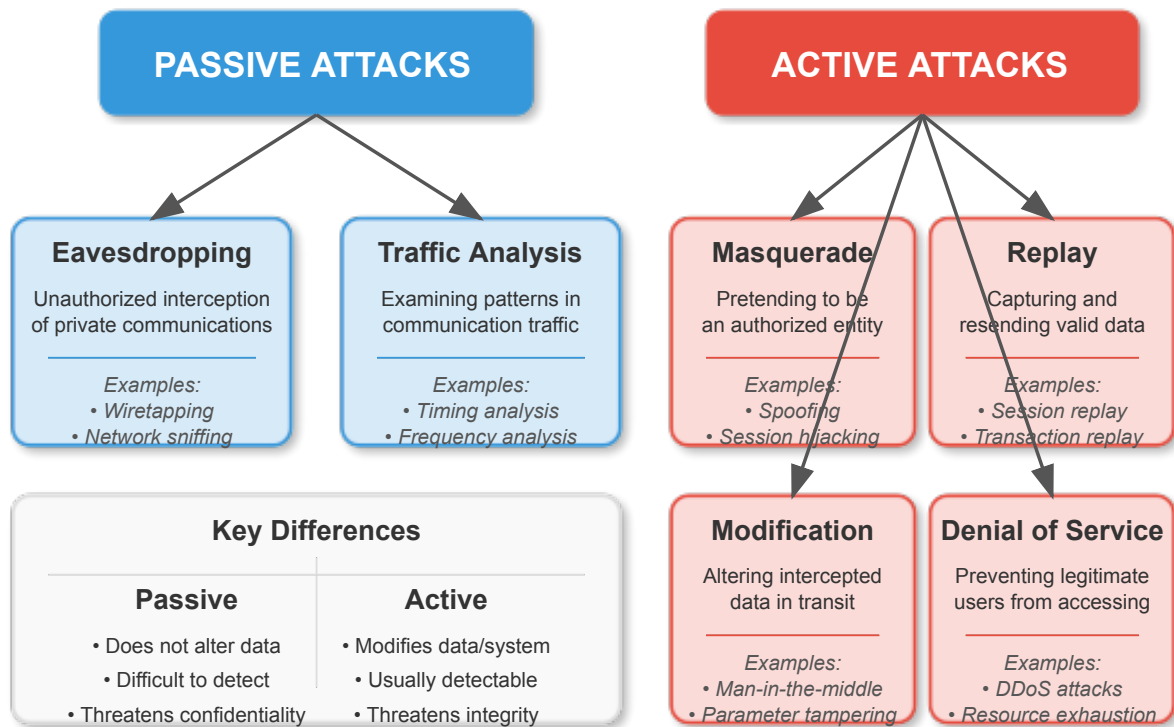 PASSIVE ATTACKS
ACTIVE ATTACKS
Eavesdropping
Unauthorized interception
of private communications
Examples:
• Wiretapping
• Network sniffing
Traffic Analysis
Examining patterns in
communication traffic
Examples:
• Timing analysis
• Frequency analysis
Masquerade
Pretending to be
an authorized entity
Examples:
• Spoofing
• Session hijacking
Replay
Capturing and
resending valid data
Examples:
• Session replay
• Transaction replay
Key Differences
Passive
• Does not alter data
• Difficult to detect
• Threatens confidentiality
Active
• Modifies data/system
• Usually detectable
• Threatens integrity
Modification
Altering intercepted
data in transit
Examples:
• Man-in-the-middle
• Parameter tampering
Denial of Service
Preventing legitimate
users from accessing
Examples:
• DDoS attacks
• Resource exhaustion